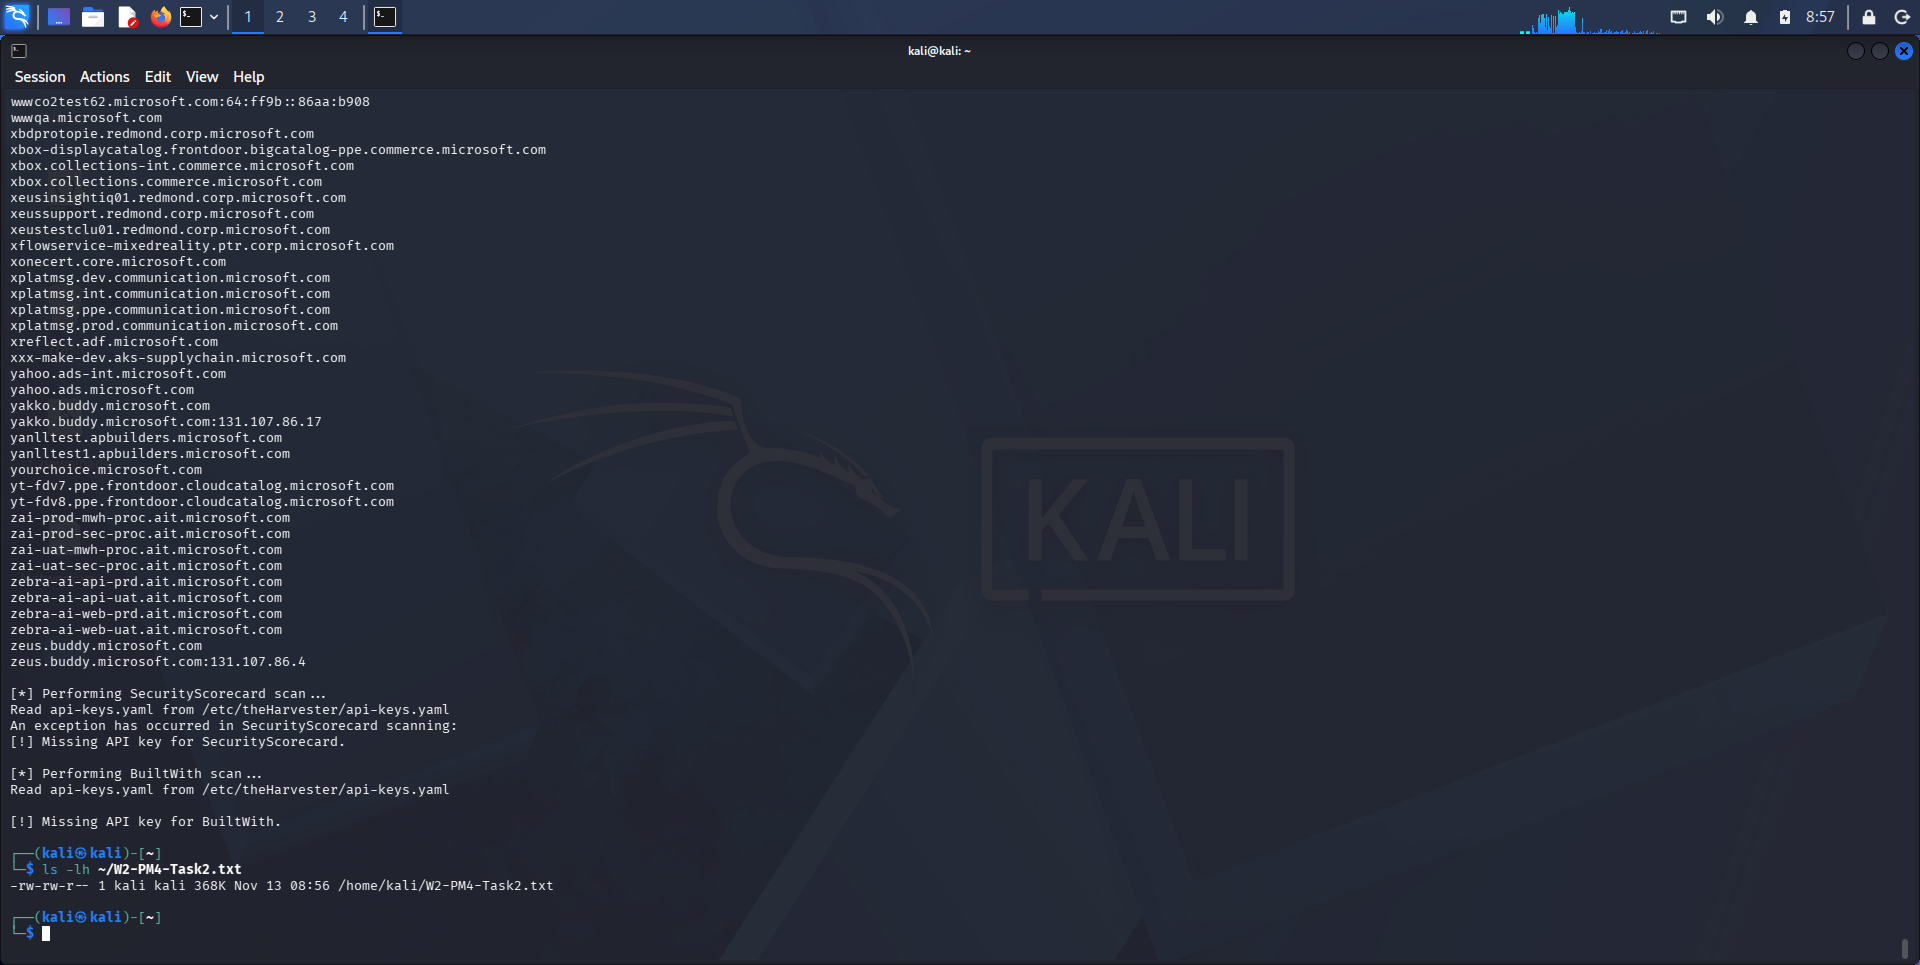 1 2 3 4 8:57
kali@kali: ~
Session Actions Edit View Help
wwwco2test62.microsoft.com:64:ff9b::86aa:b908
wwwqa.microsoft.com
xbdprotopie.redmond.corp.microsoft.com
xbox-displaycatalog.frontdoor.bigcatalog-ppe.commerce.microsoft.com
xbox.collections-int.commerce.microsoft.com
xbox.collections.commerce.microsoft.com
xeusinsightiq01.redmond.corp.microsoft.com
xeussupport.redmond.corp.microsoft.com
xeustestclu01.redmond.corp.microsoft.com
xflowservice-mixedreality.ptr.corp.microsoft.com
xonecert.core.microsoft.com
xplatmsg.dev.communication.microsoft.com
xplatmsg.int.communication.microsoft.com
xplatmsg.ppe.communication.microsoft.com
xplatmsg.prod.communication.microsoft.com
xreflect.adf.microsoft.com
xxx-make-dev.aks-supplychain.microsoft.com
yahoo.ads-int.microsoft.com
yahoo.ads.microsoft.com
yakko.buddy.microsoft.com
yakko.buddy.microsoft.com:131.107.86.17
yanlltest.apbuilders.microsoft.com
yanlltest1.apbuilders.microsoft.com
yourchoice.microsoft.com
yt-fdv7.ppe.frontdoor.cloudcatalog.microsoft.com
yt-fdv8.ppe.frontdoor.cloudcatalog.microsoft.com
zai-prod-mwh-proc.ait.microsoft.com
zai-prod-sec-proc.ait.microsoft.com
zai-uat-mwh-proc.ait.microsoft.com
zai-uat-sec-proc.ait.microsoft.com
zebra-ai-api-prd.ait.microsoft.com
zebra-ai-api-uat.ait.microsoft.com
zebra-ai-web-prd.ait.microsoft.com
zebra-ai-web-uat.ait.microsoft.com
zeus.buddy.microsoft.com
zeus.buddy.microsoft.com:131.107.86.4
[*] Performing SecurityScorecard scan...
Read api-keys.yaml from /etc/theHarvester/api-keys.yaml
An exception has occurred in SecurityScorecard scanning:
[!] Missing API key for SecurityScorecard.
[*] Performing BuiltWith scan...
Read api-keys.yaml from /etc/theHarvester/api-keys.yaml
[!] Missing API key for BuiltWith.
┌──(kali㉿kali)-[~]
└─$ ls -lh ~/W2-PM4-Task2.txt
-rw-rw-r-- 1 kali kali 368K Nov 13 08:56 /home/kali/W2-PM4-Task2.txt
┌──(kali㉿kali)-[~]
└─$
KALI